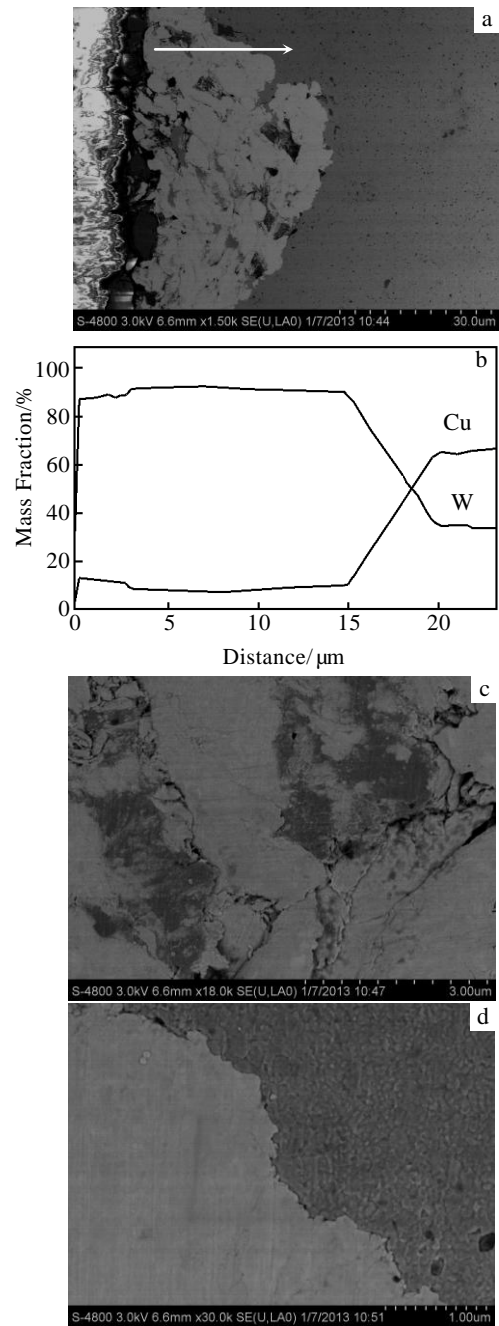 a
S-4800 3.0kV 6.6mm x1.50k SE(U,LA0) 1/7/2013 10:44 30.0um
b
100
80
60
40
20
0
Mass Fraction/%
Cu
W
0 5 10 15 20
Distance/μm
c
S-4800 3.0kV 6.6mm x18.0k SE(U,LA0) 1/7/2013 10:47 3.00um
d
S-4800 3.0kV 6.6mm x30.0k SE(U,LA0) 1/7/2013 10:51 1.00um